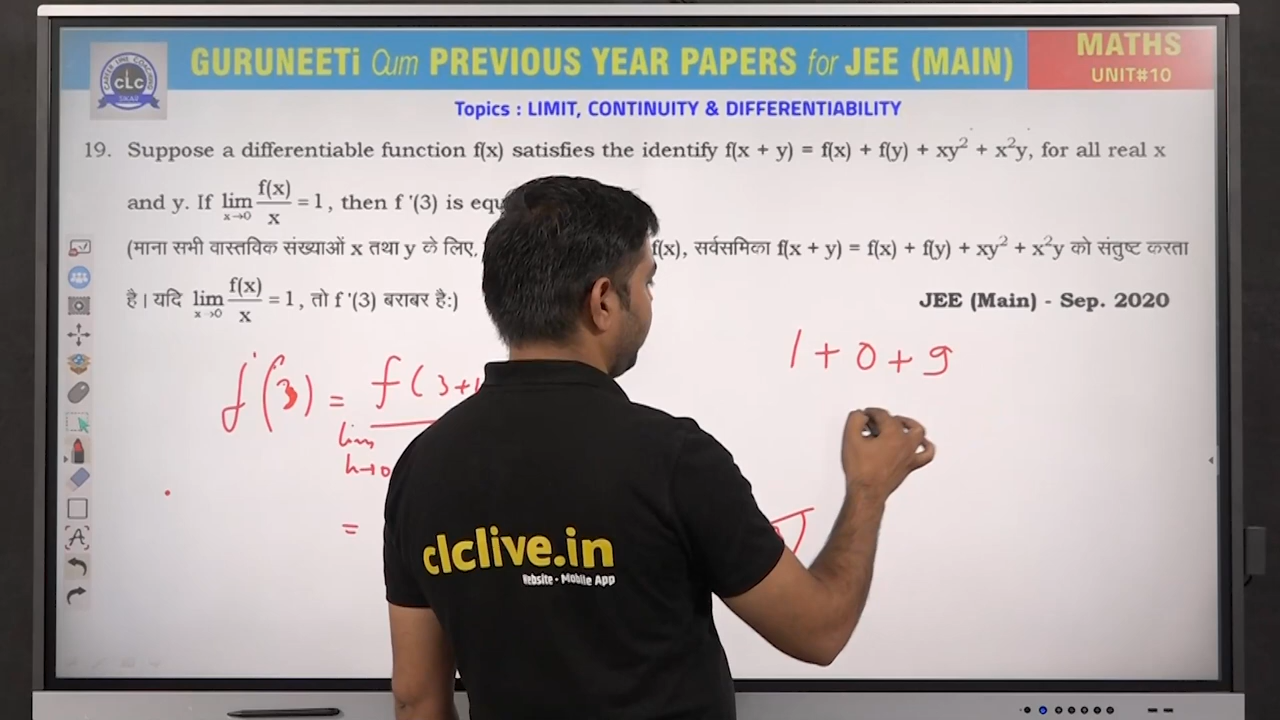 GURUNEETi Cum PREVIOUS YEAR PAPERS for JEE (MAIN)
MATHS
UNIT#10
CLC
SIKAR
Topics : LIMIT, CONTINUITY & DIFFERENTIABILITY
19. Suppose a differentiable function f(x) satisfies the identify f(x + y) = f(x) + f(y) + xy² + x²y, for all real x
and y. If lim x→0 f(x)/x = 1, then f '(3) is equ
(माना सभी वास्तविक संख्याओं x तथा y के लिए, f(x), सर्वसमिका f(x + y) = f(x) + f(y) + xy² + x²y को संतुष्ट करता
है। यदि lim x→0 f(x)/x = 1, तो f '(3) बराबर है:)
JEE (Main) - Sep. 2020
1 + 0 + 9
f'(3) = lim h→0 f(3+
=
clclive.in
Website - Mobile App